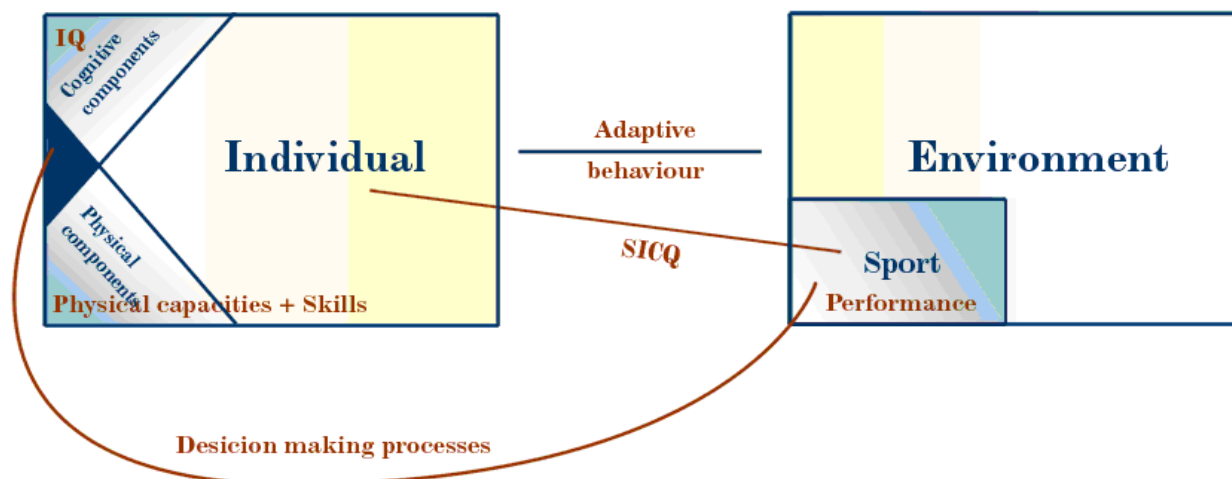 IQ
Cognitive
components
Individual
Physical
components
Physical capacities + Skills
Adaptive
behaviour
SICQ
Environment
Sport
Performance
Desicion making processes